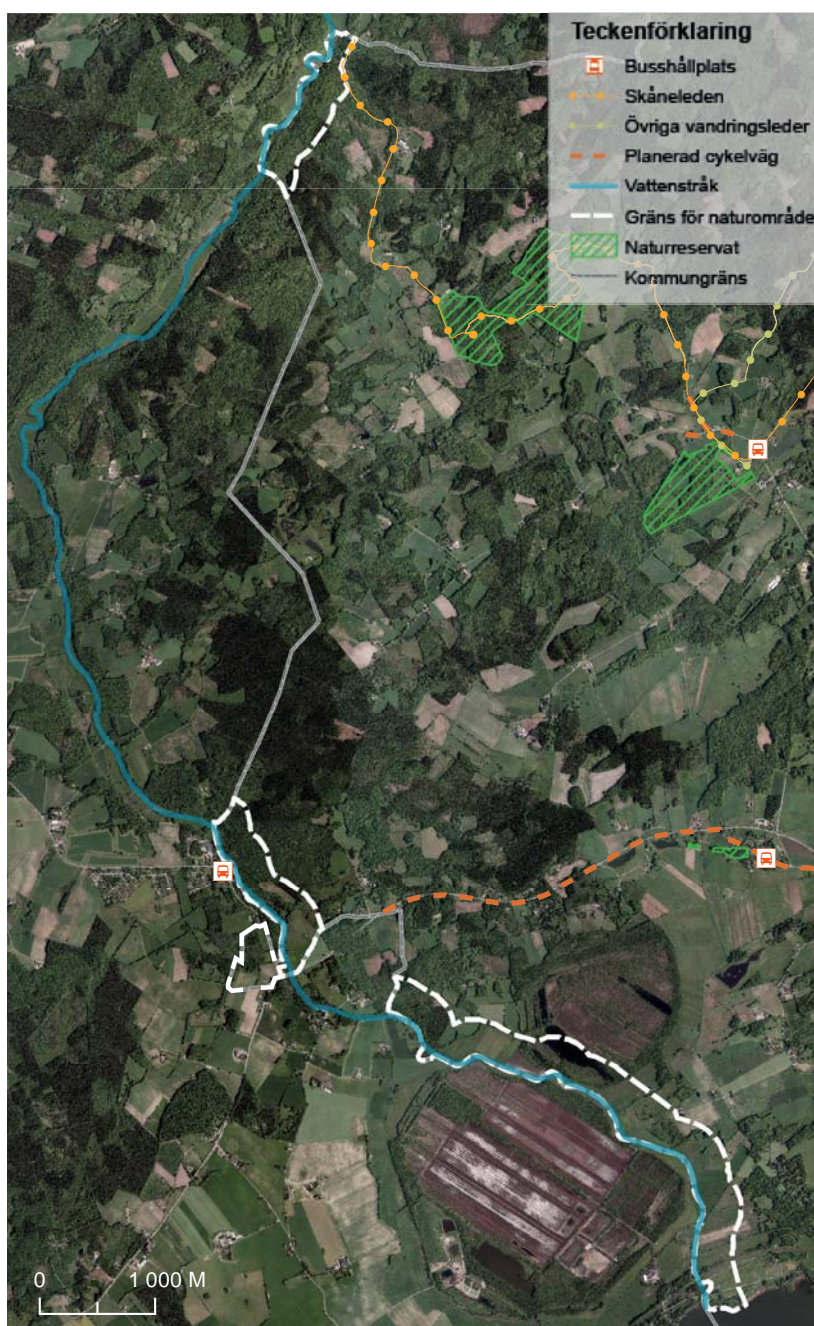 Teckenförklaring
Busshållplats
Skåneleden
Övriga vandringsleder
Planerad cykelväg
Vattenstråk
Gräns för naturområde
Naturreservat
Kommungräns
0 1 000 M